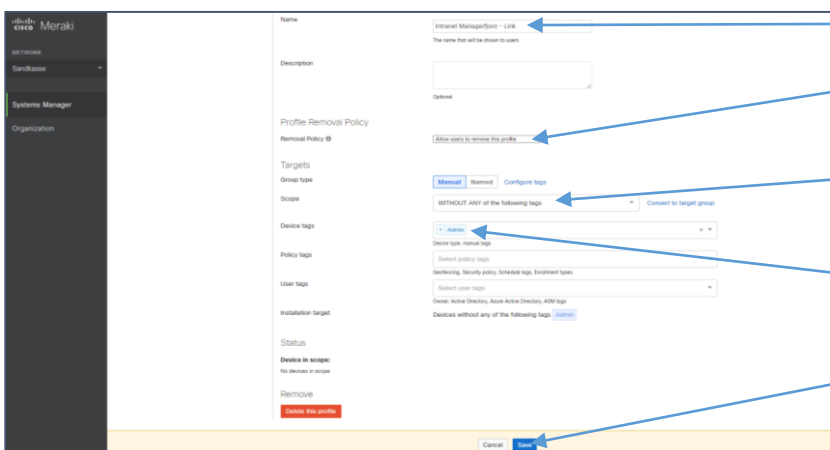 cisco Meraki
NETWORK
Sandkasse
Systems Manager
Organization
Name
Intranet Managerfjord - Link
The name that will be shown to users
Description
Optional
Profile Removal Policy
Removal Policy
Allow users to remove this profile
Targets
Group type
Manual Named Configure tags
Scope
WITHOUT ANY of the following tags
Convert to target group
Device tags
× Admin
Device type, manual tags
Policy tags
Select policy tags
Geofencing, Security policy, Schedule tags, Enrollment types
User tags
Select user tags
Owner, Active Directory, Azure Active Directory, ASM tags
Installation target
Devices without any of the following tags Admin
Status
Device in scope:
No devices in scope
Remove
Delete this profile
Cancel Save